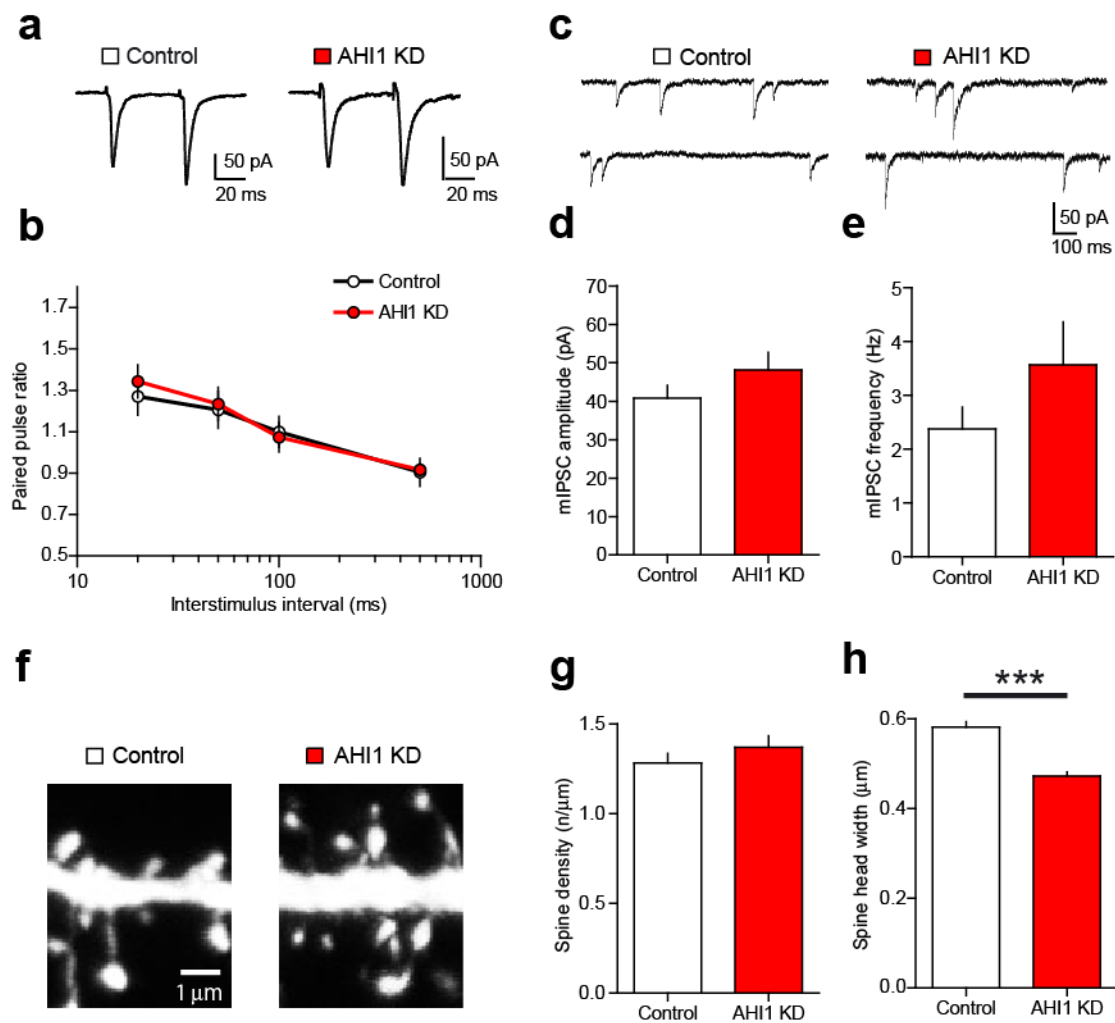 a
Control
AHI1 KD
50 pA
20 ms
50 pA
20 ms
c
Control
AHI1 KD
50 pA
100 ms
b
Control
AHI1 KD
Paired pulse ratio
1.7
1.5
1.3
1.1
0.9
0.7
0.5
10
100
1000
Interstimulus interval (ms)
d
mIPSC amplitude (pA)
70
60
50
40
30
20
10
0
Control
AHI1 KD
e
mIPSC frequency (Hz)
5
4
3
2
1
0
Control
AHI1 KD
f
Control
AHI1 KD
1 μm
g
Spine density (n/μm)
1.5
1.0
0.5
0.0
Control
AHI1 KD
h
***
Spine head width (μm)
0.6
0.4
0.2
0.0
Control
AHI1 KD